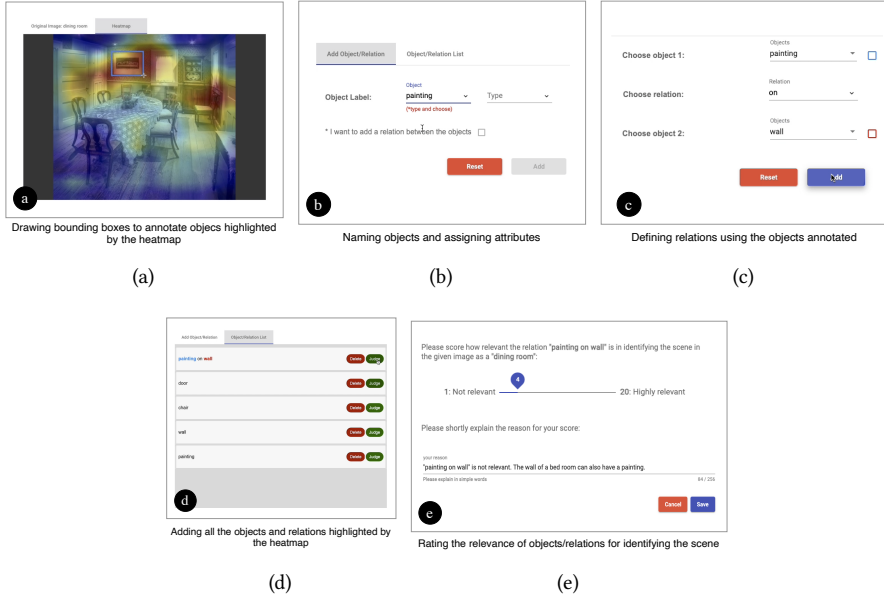 Original Image: dining room
Heatmap
a
Drawing bounding boxes to annotate objecs highlighted
by the heatmap
(a)
Add Object/Relation
Object/Relation List
Object Label:
Object
painting
(*type and choose)
Type
* I want to add a relation between the objects
Reset
Add
b
Naming objects and assigning attributes
(b)
Choose object 1:
Objects
painting
Choose relation:
Relation
on
Choose object 2:
Objects
wall
Reset
Add
c
Defining relations using the objects annotated
(c)
Add Object/Relation
Object/Relation List
painting on wall
Delete
Judge
door
Delete
Judge
chair
Delete
Judge
wall
Delete
Judge
painting
Delete
Judge
d
Adding all the objects and relations highlighted by
the heatmap
(d)
Please score how relevant the relation "painting on wall" is in identifying the scene in
the given image as a "dining room":
4
1: Not relevant
20: Highly relevant
Please shortly explain the reason for your score:
your reason
"painting on wall" is not relevant. The wall of a bed room can also have a painting.
Please explain in simple words
84 / 256
Cancel
Save
e
Rating the relevance of objects/relations for identifying the scene
(e)